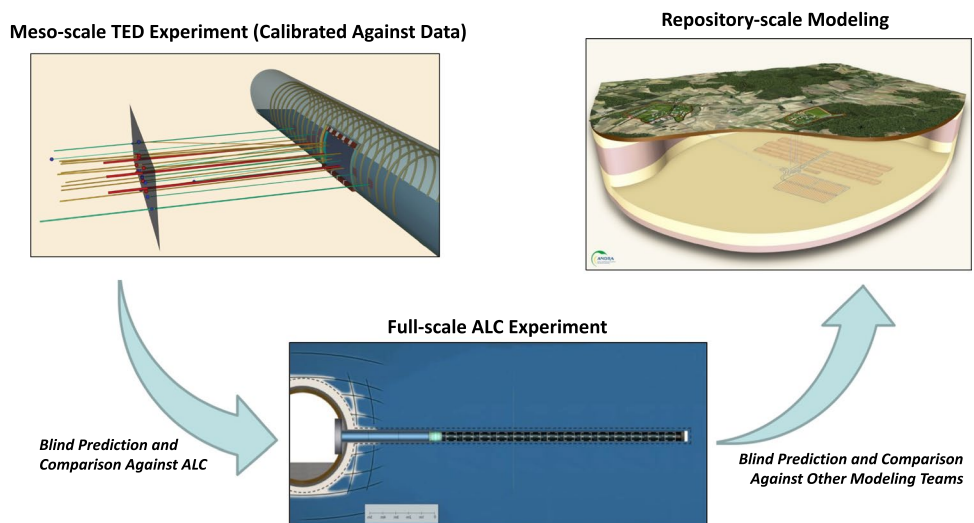 Meso-scale TED Experiment (Calibrated Against Data)
Repository-scale Modeling
ANDRA
Full-scale ALC Experiment
Blind Prediction and
Comparison Against ALC
Blind Prediction and Comparison
Against Other Modeling Teams